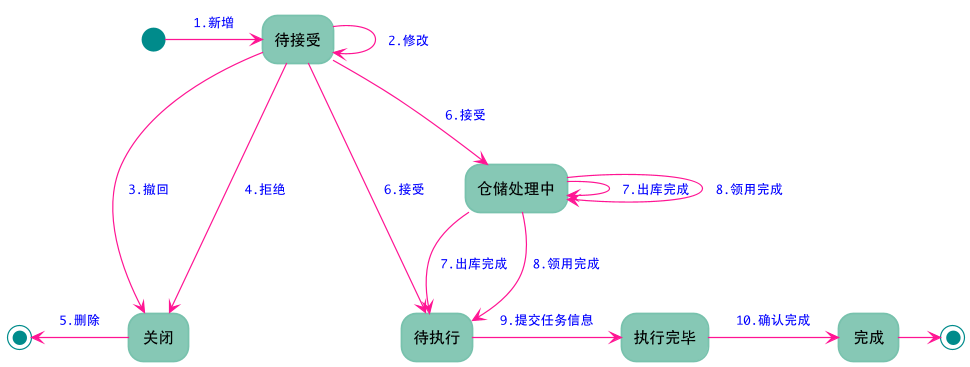 1.新增
待接受
2.修改
6.接受
3.撤回
4.拒绝
6.接受
仓储处理中
7.出库完成
8.领用完成
7.出库完成
8.领用完成
5.删除
关闭
待执行
9.提交任务信息
执行完毕
10.确认完成
完成